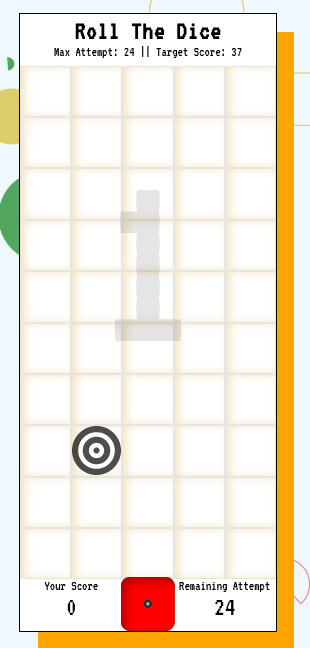 Roll The Dice
Max Attempt: 24 || Target Score: 37
1
Your Score
0
Remaining Attempt
24